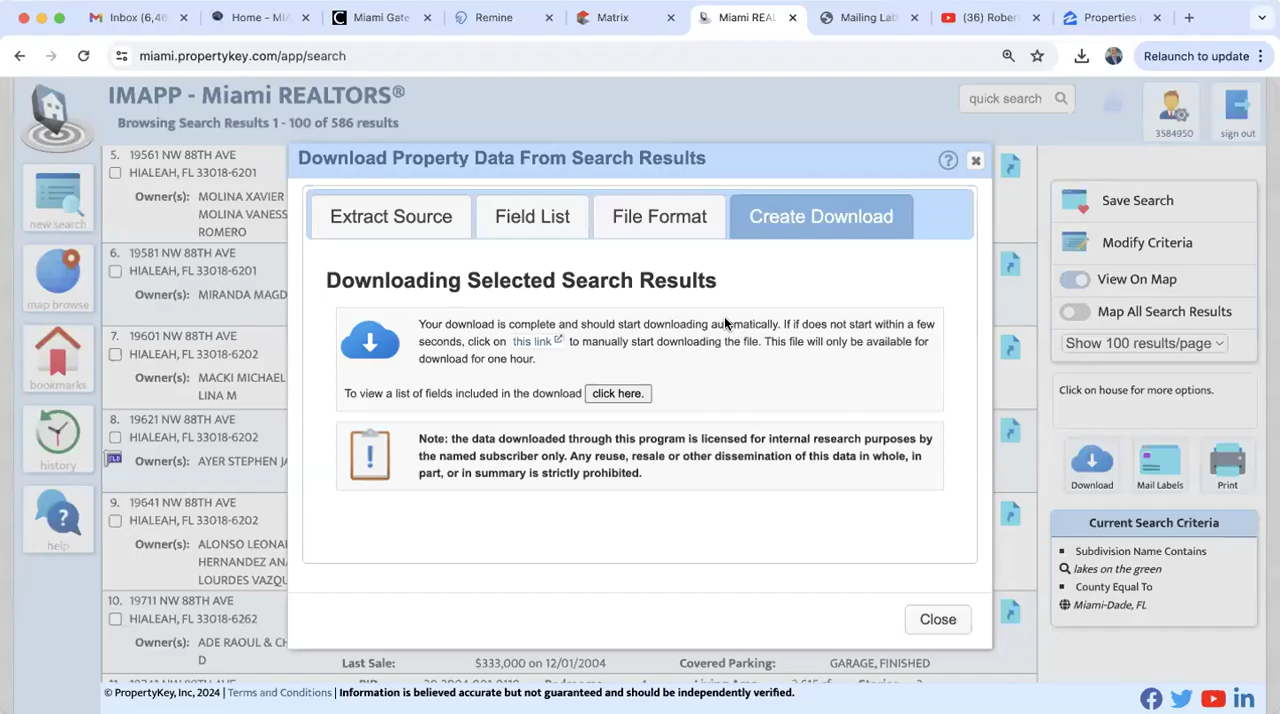 Inbox (6,46
Home – MIA
Miami Gate
Remine
Matrix
Miami REAL
Mailing Lab
(36) Rober
Properties
miami.propertykey.com/app/search
Relaunch to update
IMAPP - Miami REALTORS®
Browsing Search Results 1 - 100 of 586 results
quick search
3584950
sign out
new search
map browse
bookmarks
history
help
5. 19561 NW 88TH AVE
HIALEAH, FL 33018-6201
Owner(s): MOLINA XAVIER
MOLINA VANESS
ROMERO
6. 19581 NW 88TH AVE
HIALEAH, FL 33018-6201
Owner(s): MIRANDA MAGD
7. 19601 NW 88TH AVE
HIALEAH, FL 33018-6202
Owner(s): MACKI MICHAEL
LINA M
8. 19621 NW 88TH AVE
HIALEAH, FL 33018-6202
Owner(s): AYER STEPHEN JA
9. 19641 NW 88TH AVE
HIALEAH, FL 33018-6202
Owner(s): ALONSO LEONA
HERNANDEZ ANA
LOURDES VAZQU
10. 19711 NW 88TH AVE
HIALEAH, FL 33018-6262
Owner(s): ADE RAOUL & CH
D
Last Sale: $333,000 on 12/01/2004 Covered Parking: GARAGE, FINISHED
Download Property Data From Search Results
Extract Source
Field List
File Format
Create Download
Downloading Selected Search Results
Your download is complete and should start downloading automatically. If if does not start within a few
seconds, click on this link to manually start downloading the file. This file will only be available for
download for one hour.
To view a list of fields included in the download click here.
Note: the data downloaded through this program is licensed for internal research purposes by
the named subscriber only. Any reuse, resale or other dissemination of this data in whole, in
part, or in summary is strictly prohibited.
Close
Save Search
Modify Criteria
View On Map
Map All Search Results
Show 100 results/page
Click on house for more options.
Download
Mail Labels
Print
Current Search Criteria
Subdivision Name Contains
lakes on the green
County Equal To
Miami-Dade, FL
© PropertyKey, Inc, 2024 | Terms and Conditions | Information is believed accurate but not guaranteed and should be independently verified.